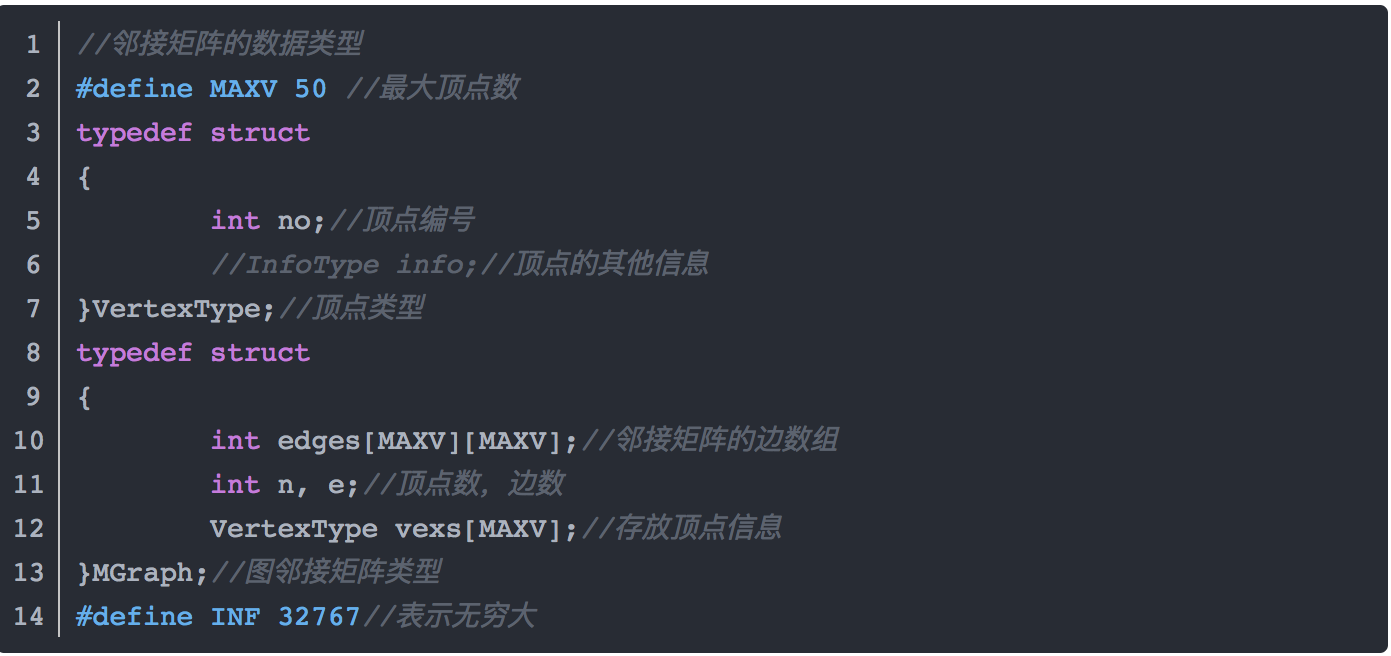 1 //邻接矩阵的数据类型
2 #define MAXV 50 //最大顶点数
3 typedef struct
4 {
5         int no;//顶点编号
6         //InfoType info;//顶点的其他信息
7 }VertexType;//顶点类型
8 typedef struct
9 {
10         int edges[MAXV][MAXV];//邻接矩阵的边数组
11         int n, e;//顶点数，边数
12         VertexType vexs[MAXV];//存放顶点信息
13 }MGraph;//图邻接矩阵类型
14 #define INF 32767//表示无穷大